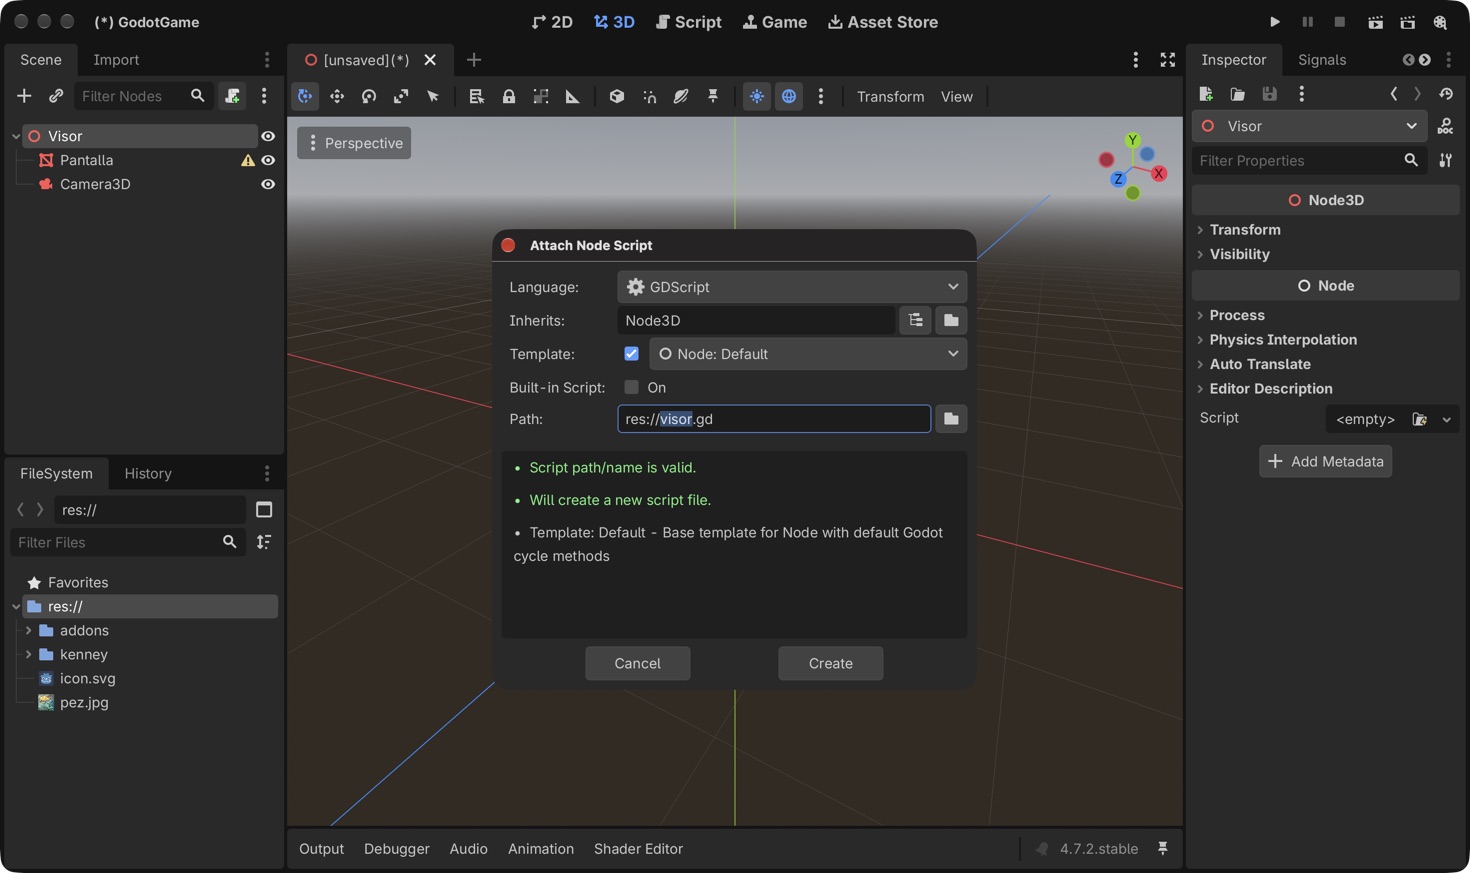 (*) GodotGame
2D
3D
Script
Game
Asset Store
Scene
Import
Filter Nodes
Visor
Pantalla
Camera3D
FileSystem
History
res://
Filter Files
Favorites
res://
addons
kenney
icon.svg
pez.jpg
[unsaved](*)
Transform
View
Perspective
Y
X
Z
Attach Node Script
Language:
GDScript
Inherits:
Node3D
Template:
Node: Default
Built-in Script:
On
Path:
res://visor.gd
• Script path/name is valid.
• Will create a new script file.
• Template: Default - Base template for Node with default Godot
cycle methods
Cancel
Create
Output
Debugger
Audio
Animation
Shader Editor
4.7.2.stable
Inspector
Signals
Visor
DOC
Filter Properties
Node3D
Transform
Visibility
Node
Process
Physics Interpolation
Auto Translate
Editor Description
Script
<empty>
Add Metadata